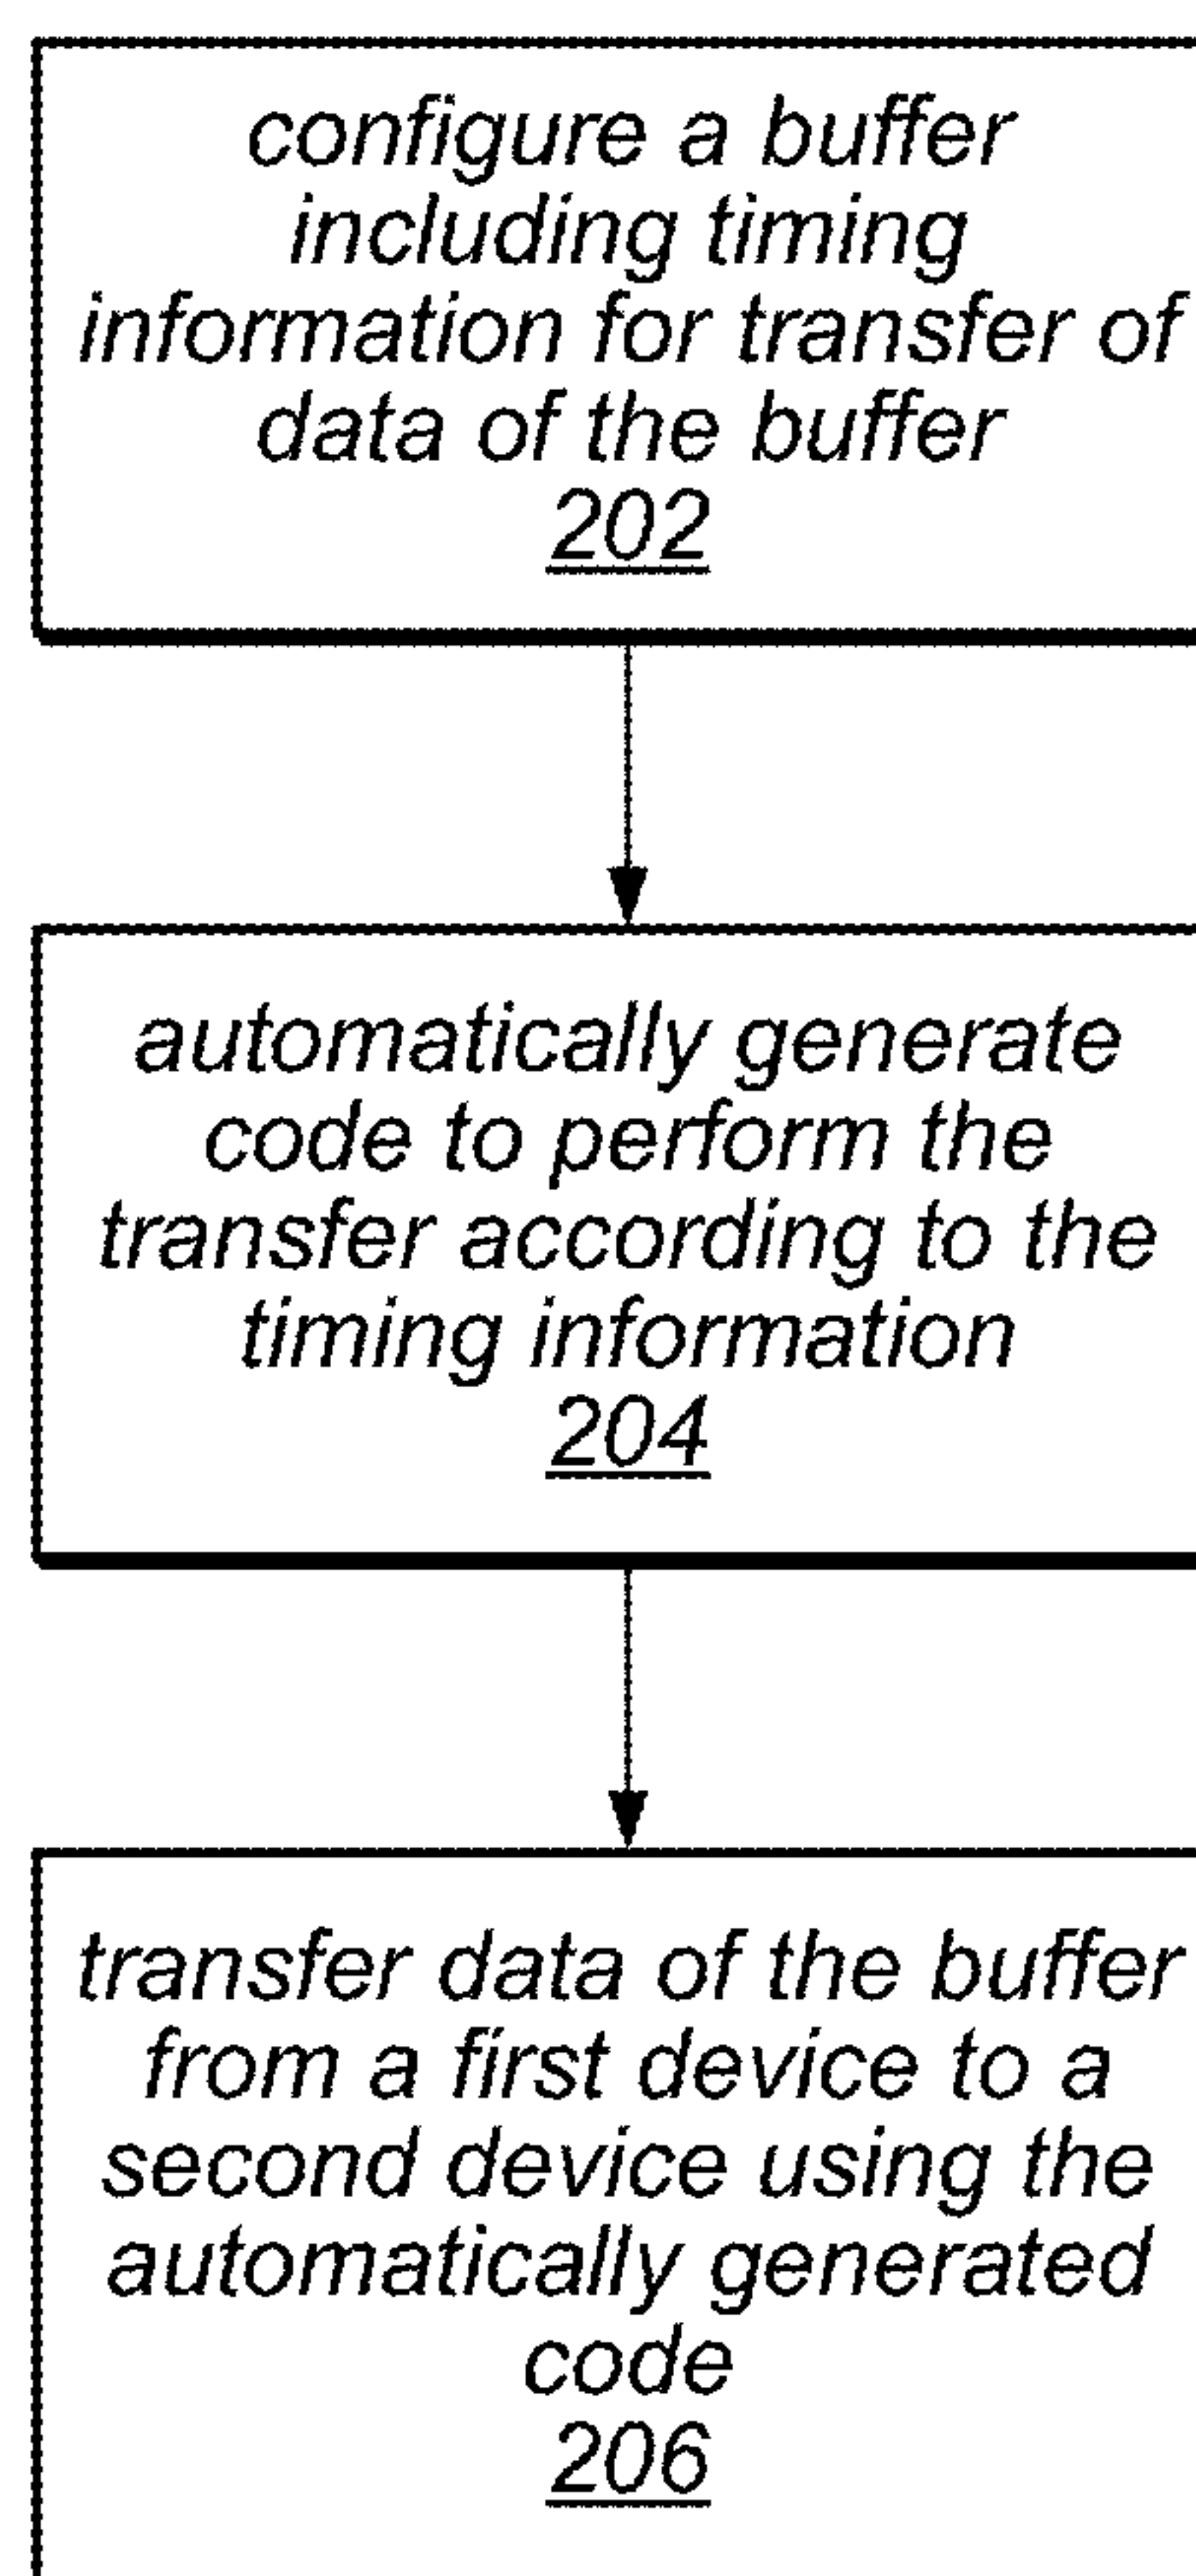 configure a buffer
including timing
information for transfer of
data of the buffer
202
automatically generate
code to perform the
transfer according to the
timing information
204
transfer data of the buffer
from a first device to a
second device using the
automatically generated
code
206